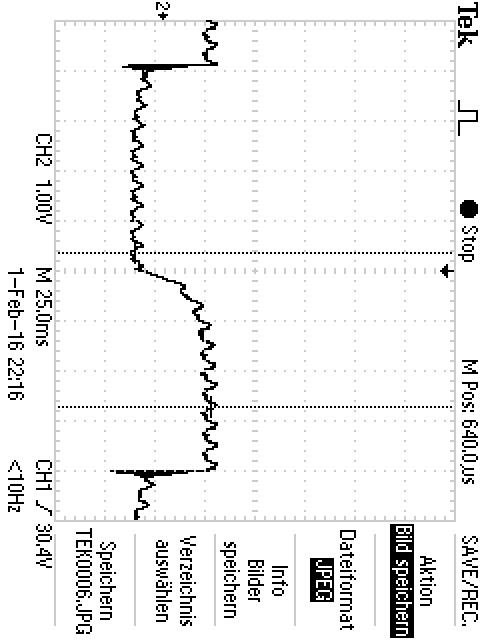 Tek
Stop
M Pos: 640.0µs
SAVE/REC.
Aktion
Bild speichern
Dateiformat
JPEG
Info
Bilder
speichern
Verzeichnis
auswählen
Speichern
TEK0006.JPG
2
CH2 1.00V
M 25.0ms
CH1 / 30.4V
1-Feb-16 22:16
<10Hz